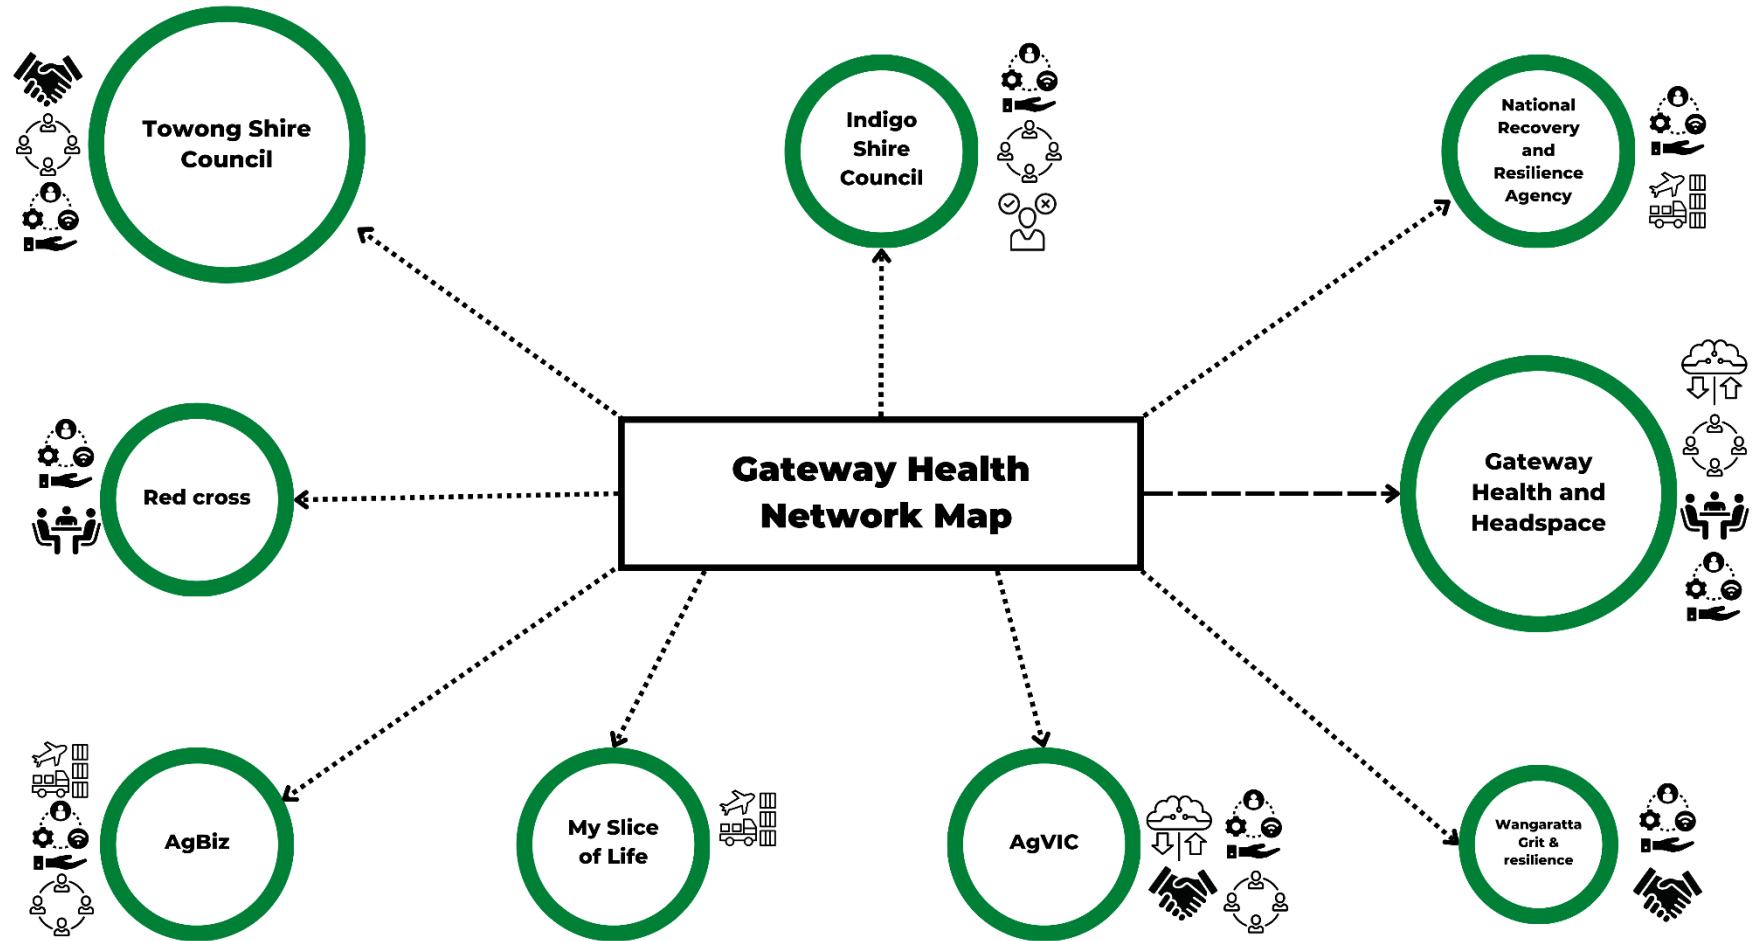 Towong Shire
Council
Indigo
Shire
Council
National
Recovery
and
Resilience
Agency
Red cross
Gateway Health
Network Map
Gateway
Health and
Headspace
AgBiz
My Slice
of Life
AgVIC
Wangaratta
Grit &
resilience